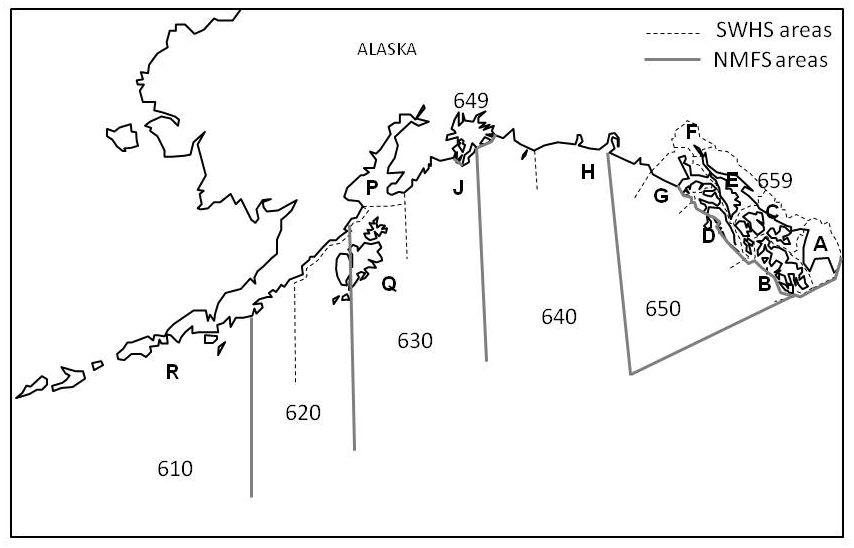 SWHS areas
ALASKA
NMFS areas
649
F
P
J
H
E
659
G
C
D
A
Q
B
650
640
630
R
620
610